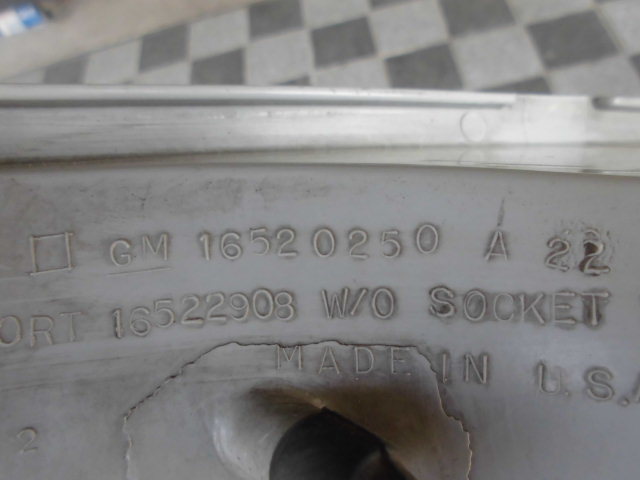 GM 16520250 A 22
ORT 16522908 W/O SOCKET
MADE IN U.S.A
2